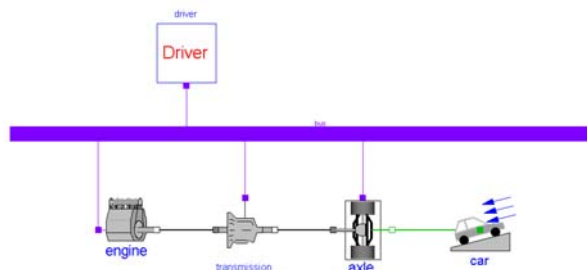 driver
Driver
bus
engine
transmission
axle
car